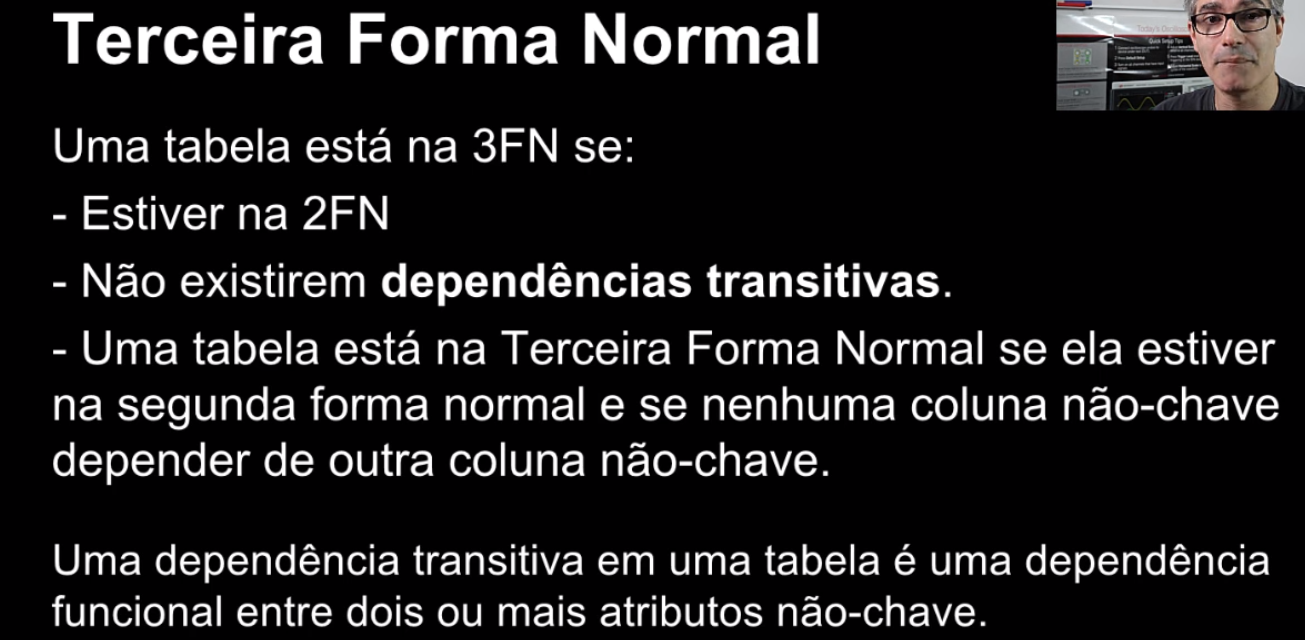 Terceira Forma Normal
Uma tabela está na 3FN se:
- Estiver na 2FN
- Não existirem dependências transitivas.
- Uma tabela está na Terceira Forma Normal se ela estiver
na segunda forma normal e se nenhuma coluna não-chave
depender de outra coluna não-chave.
Uma dependência transitiva em uma tabela é uma dependência
funcional entre dois ou mais atributos não-chave.
Quick Setup Tips